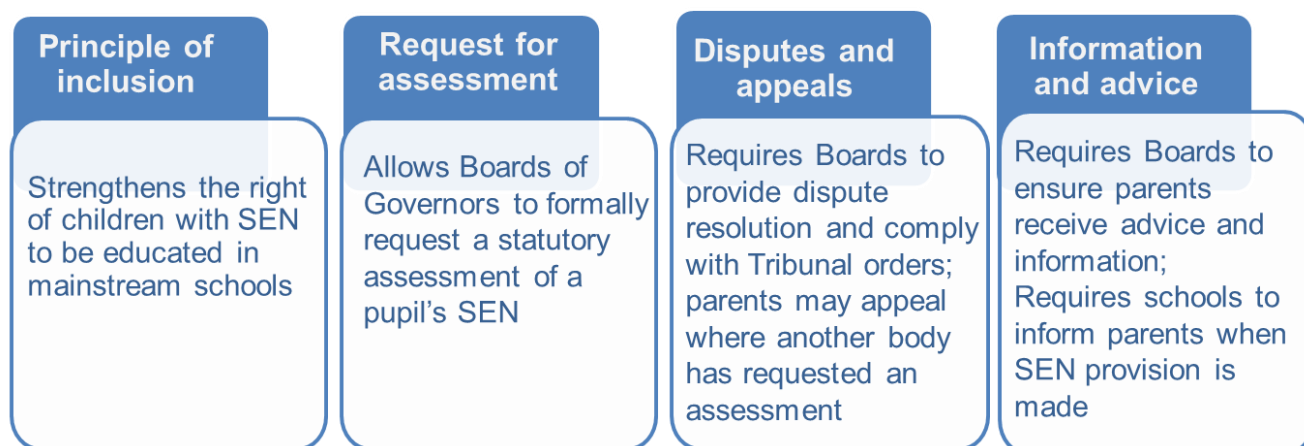 Principle of
inclusion
Strengthens the right
of children with SEN
to be educated in
mainstream schools
Request for
assessment
Allows Boards of
Governors to formally
request a statutory
assessment of a
pupil’s SEN
Disputes and
appeals
Requires Boards to
provide dispute
resolution and comply
with Tribunal orders;
parents may appeal
where another body
has requested an
assessment
Information
and advice
Requires Boards to
ensure parents
receive advice and
information;
Requires schools to
inform parents when
SEN provision is
made